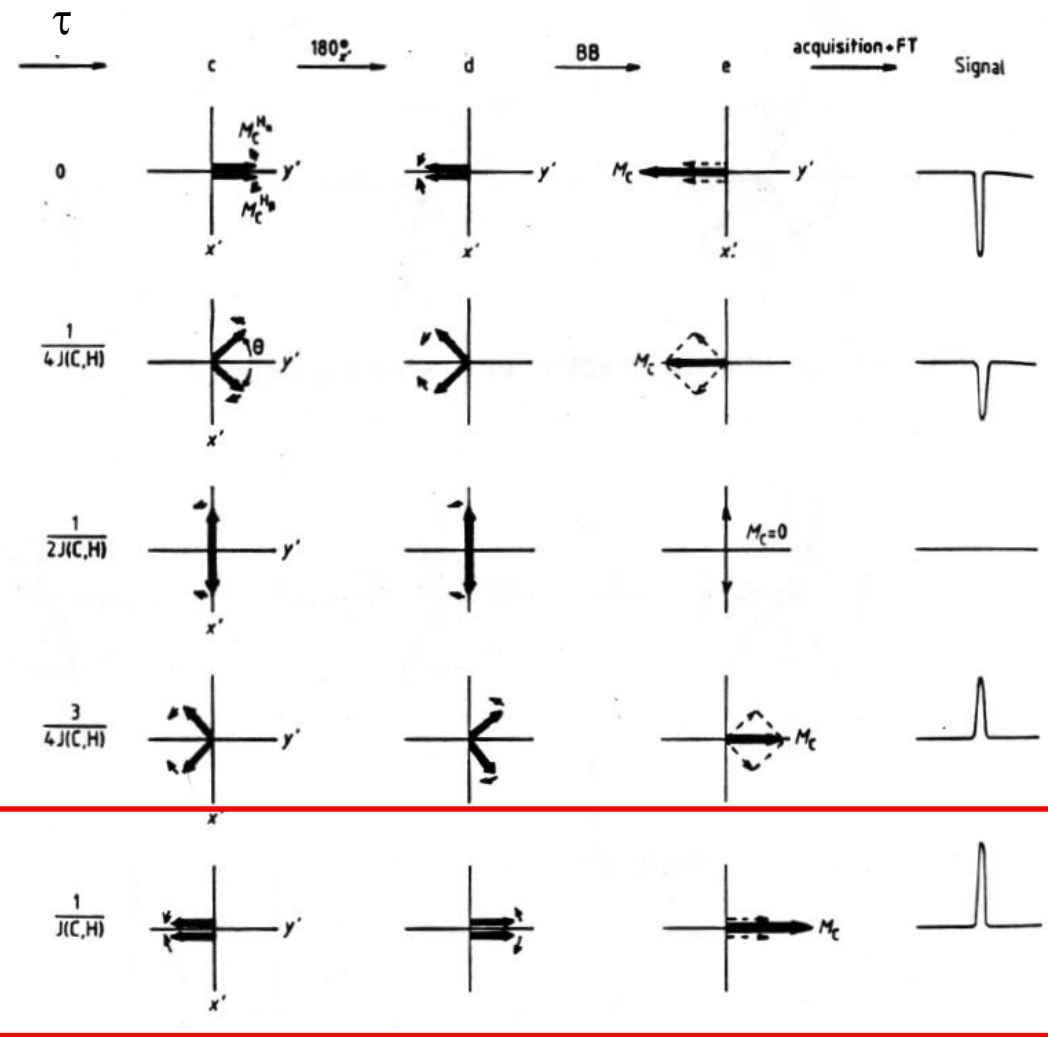 τ
c 180°x' d BB e acquisition+FT Signal
0 M_C^{Hα} y' M_C^{Hβ} x' y' x' M_C y' x'
1/4J(C,H) θ y' x' M_C
1/2J(C,H) y' x' M_C=0
3/4J(C,H) y' x' M_C
1/J(C,H) y' x' M_C